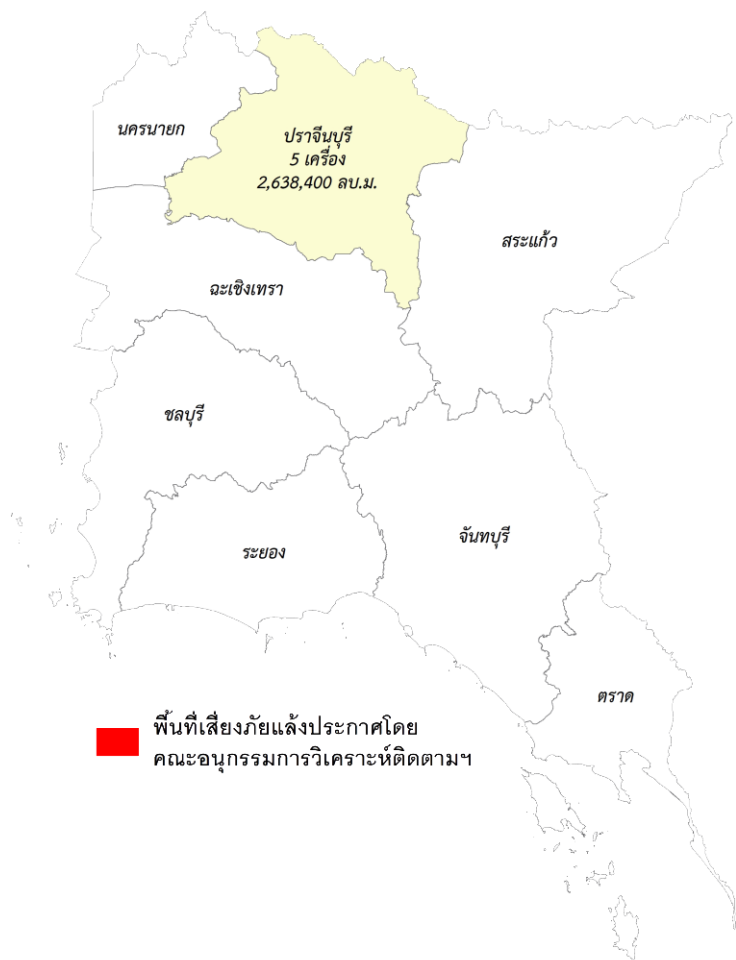 นครนายก
ปราจีนบุรี
5 เครื่อง
2,638,400 ลบ.ม.
สระแก้ว
ฉะเชิงเทรา
ชลบุรี
ระยอง
จันทบุรี
ตราด
พื้นที่เสี่ยงภัยแล้งประกาศโดย
คณะอนุกรรมการวิเคราะห์ติดตามฯ